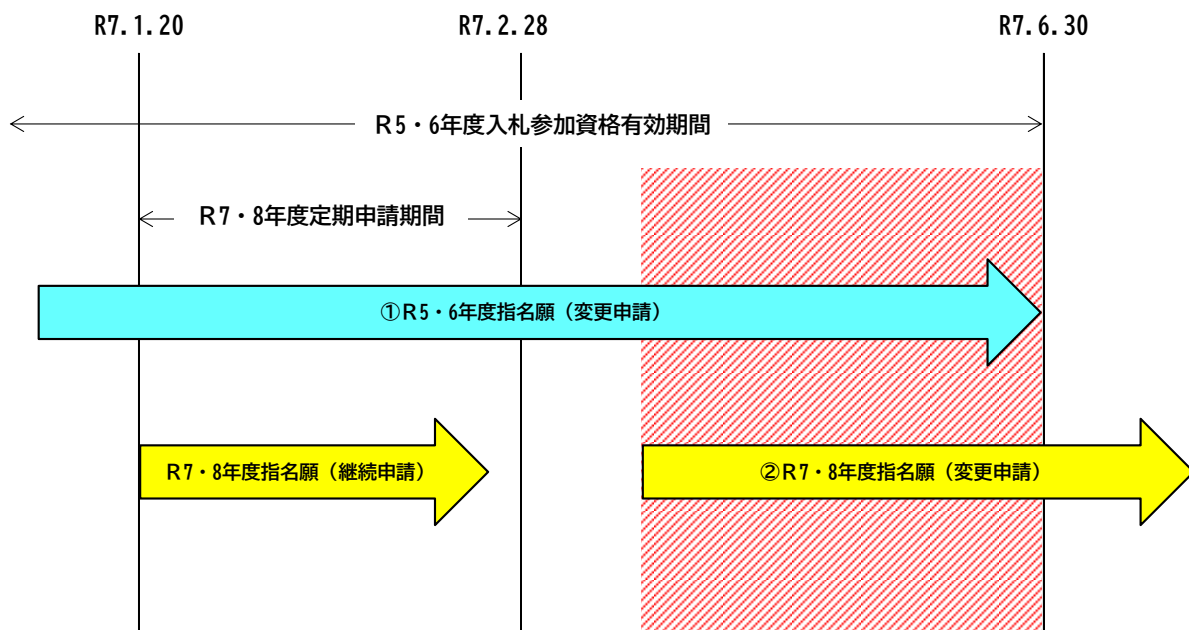 R7.1.20
R7.2.28
R7.6.30
R5・6年度入札参加資格有効期間
R7・8年度定期申請期間
①R5・6年度指名願（変更申請）
R7・8年度指名願（継続申請）
②R7・8年度指名願（変更申請）